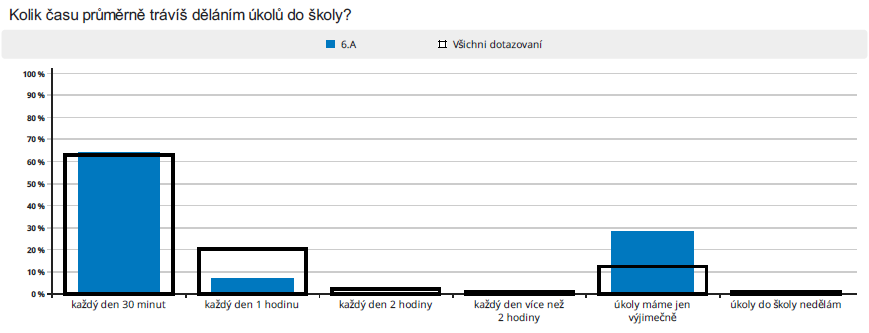 Kolik času průměrně trávíš děláním úkolů do školy?
6.A
Všichni dotazovaní
100 %
90 %
80 %
70 %
60 %
50 %
40 %
30 %
20 %
10 %
0 %
každý den 30 minut
každý den 1 hodinu
každý den 2 hodiny
každý den více než
2 hodiny
úkoly máme jen
výjimečně
úkoly do školy nedělám